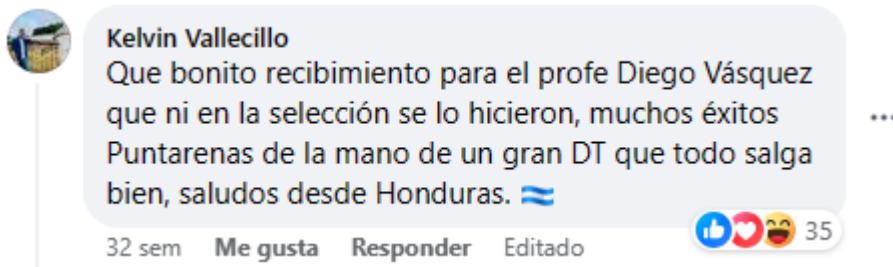 Kelvin Vallecillo
Que bonito recibimiento para el profe Diego Vásquez
que ni en la selección se lo hicieron, muchos éxitos
Puntarenas de la mano de un gran DT que todo salga
bien, saludos desde Honduras. 🇭🇳
32 sem Me gusta Responder Editado 35